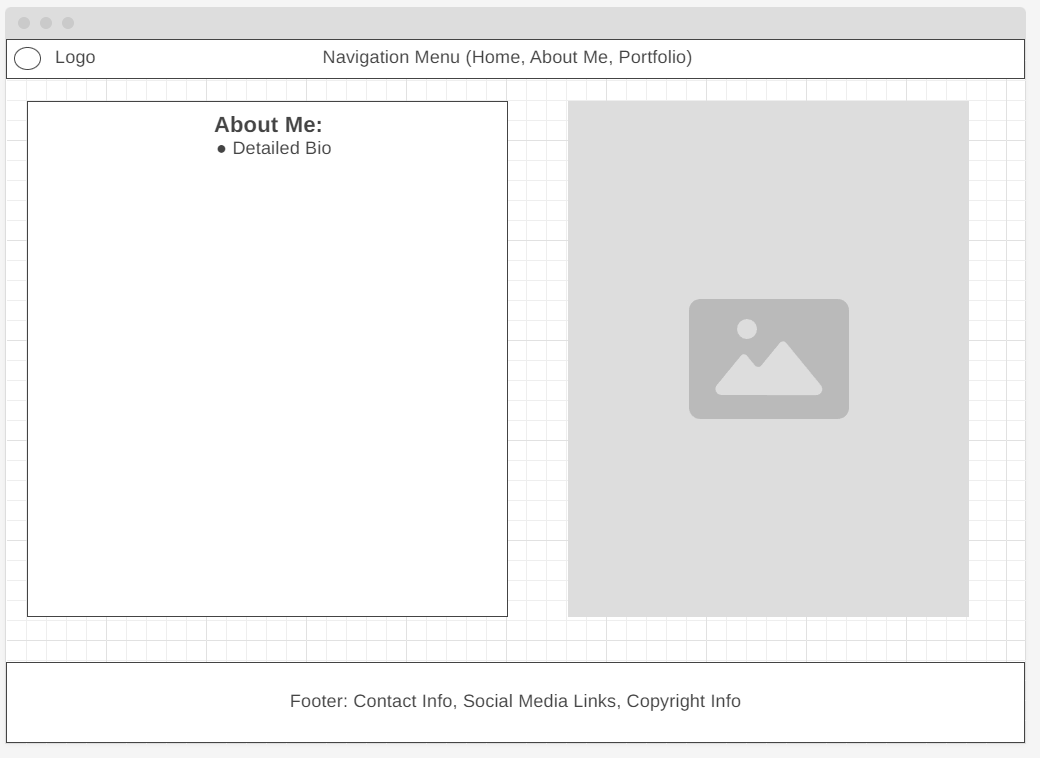 Logo
Navigation Menu (Home, About Me, Portfolio)
About Me:
● Detailed Bio
Footer: Contact Info, Social Media Links, Copyright Info